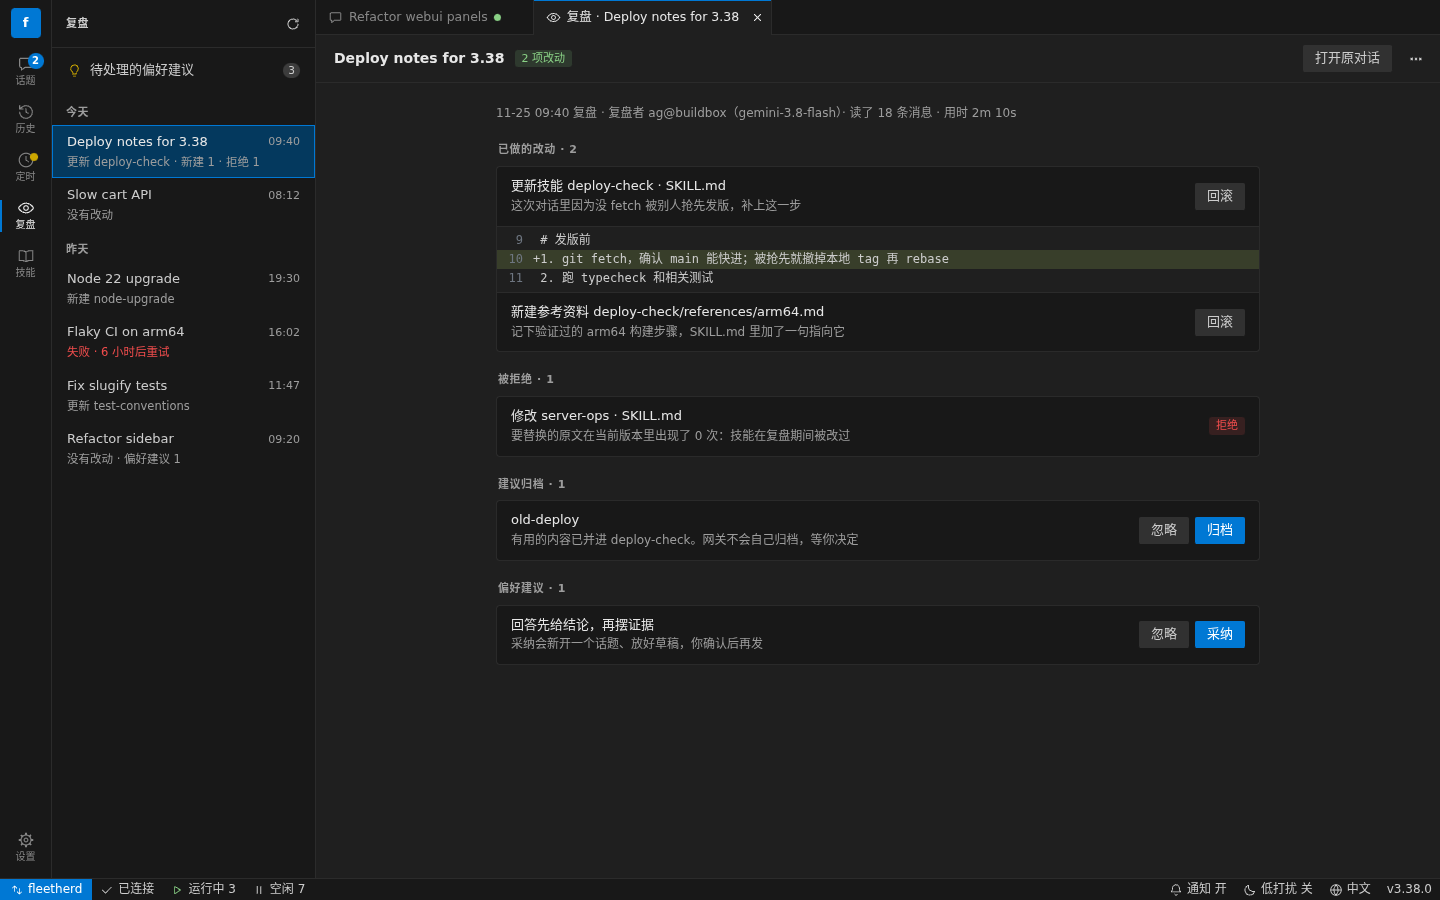 f
2
话题
历史
定时
复盘
技能
设置
复盘
待处理的偏好建议 3
今天
Deploy notes for 3.38 09:40
更新 deploy-check · 新建 1 · 拒绝 1
Slow cart API 08:12
没有改动
昨天
Node 22 upgrade 19:30
新建 node-upgrade
Flaky CI on arm64 16:02
失败 · 6 小时后重试
Fix slugify tests 11:47
更新 test-conventions
Refactor sidebar 09:20
没有改动 · 偏好建议 1
Refactor webui panels
复盘 · Deploy notes for 3.38 ×
Deploy notes for 3.38 2 项改动 打开原对话 ···
11-25 09:40 复盘 · 复盘者 ag@buildbox（gemini-3.8-flash）· 读了 18 条消息 · 用时 2m 10s
已做的改动 · 2
更新技能 deploy-check · SKILL.md
这次对话里因为没 fetch 被别人抢先发版，补上这一步
回滚
9 # 发版前
10 +1. git fetch，确认 main 能快进；被抢先就撤掉本地 tag 再 rebase
11 2. 跑 typecheck 和相关测试
新建参考资料 deploy-check/references/arm64.md
记下验证过的 arm64 构建步骤，SKILL.md 里加了一句指向它
回滚
被拒绝 · 1
修改 server-ops · SKILL.md
要替换的原文在当前版本里出现了 0 次：技能在复盘期间被改过
拒绝
建议归档 · 1
old-deploy
有用的内容已并进 deploy-check。网关不会自己归档，等你决定
忽略 归档
偏好建议 · 1
回答先给结论，再摆证据
采纳会新开一个话题、放好草稿，你确认后再发
忽略 采纳
fleetherd 已连接 运行中 3 空闲 7 通知 开 低打扰 关 中文 v3.38.0